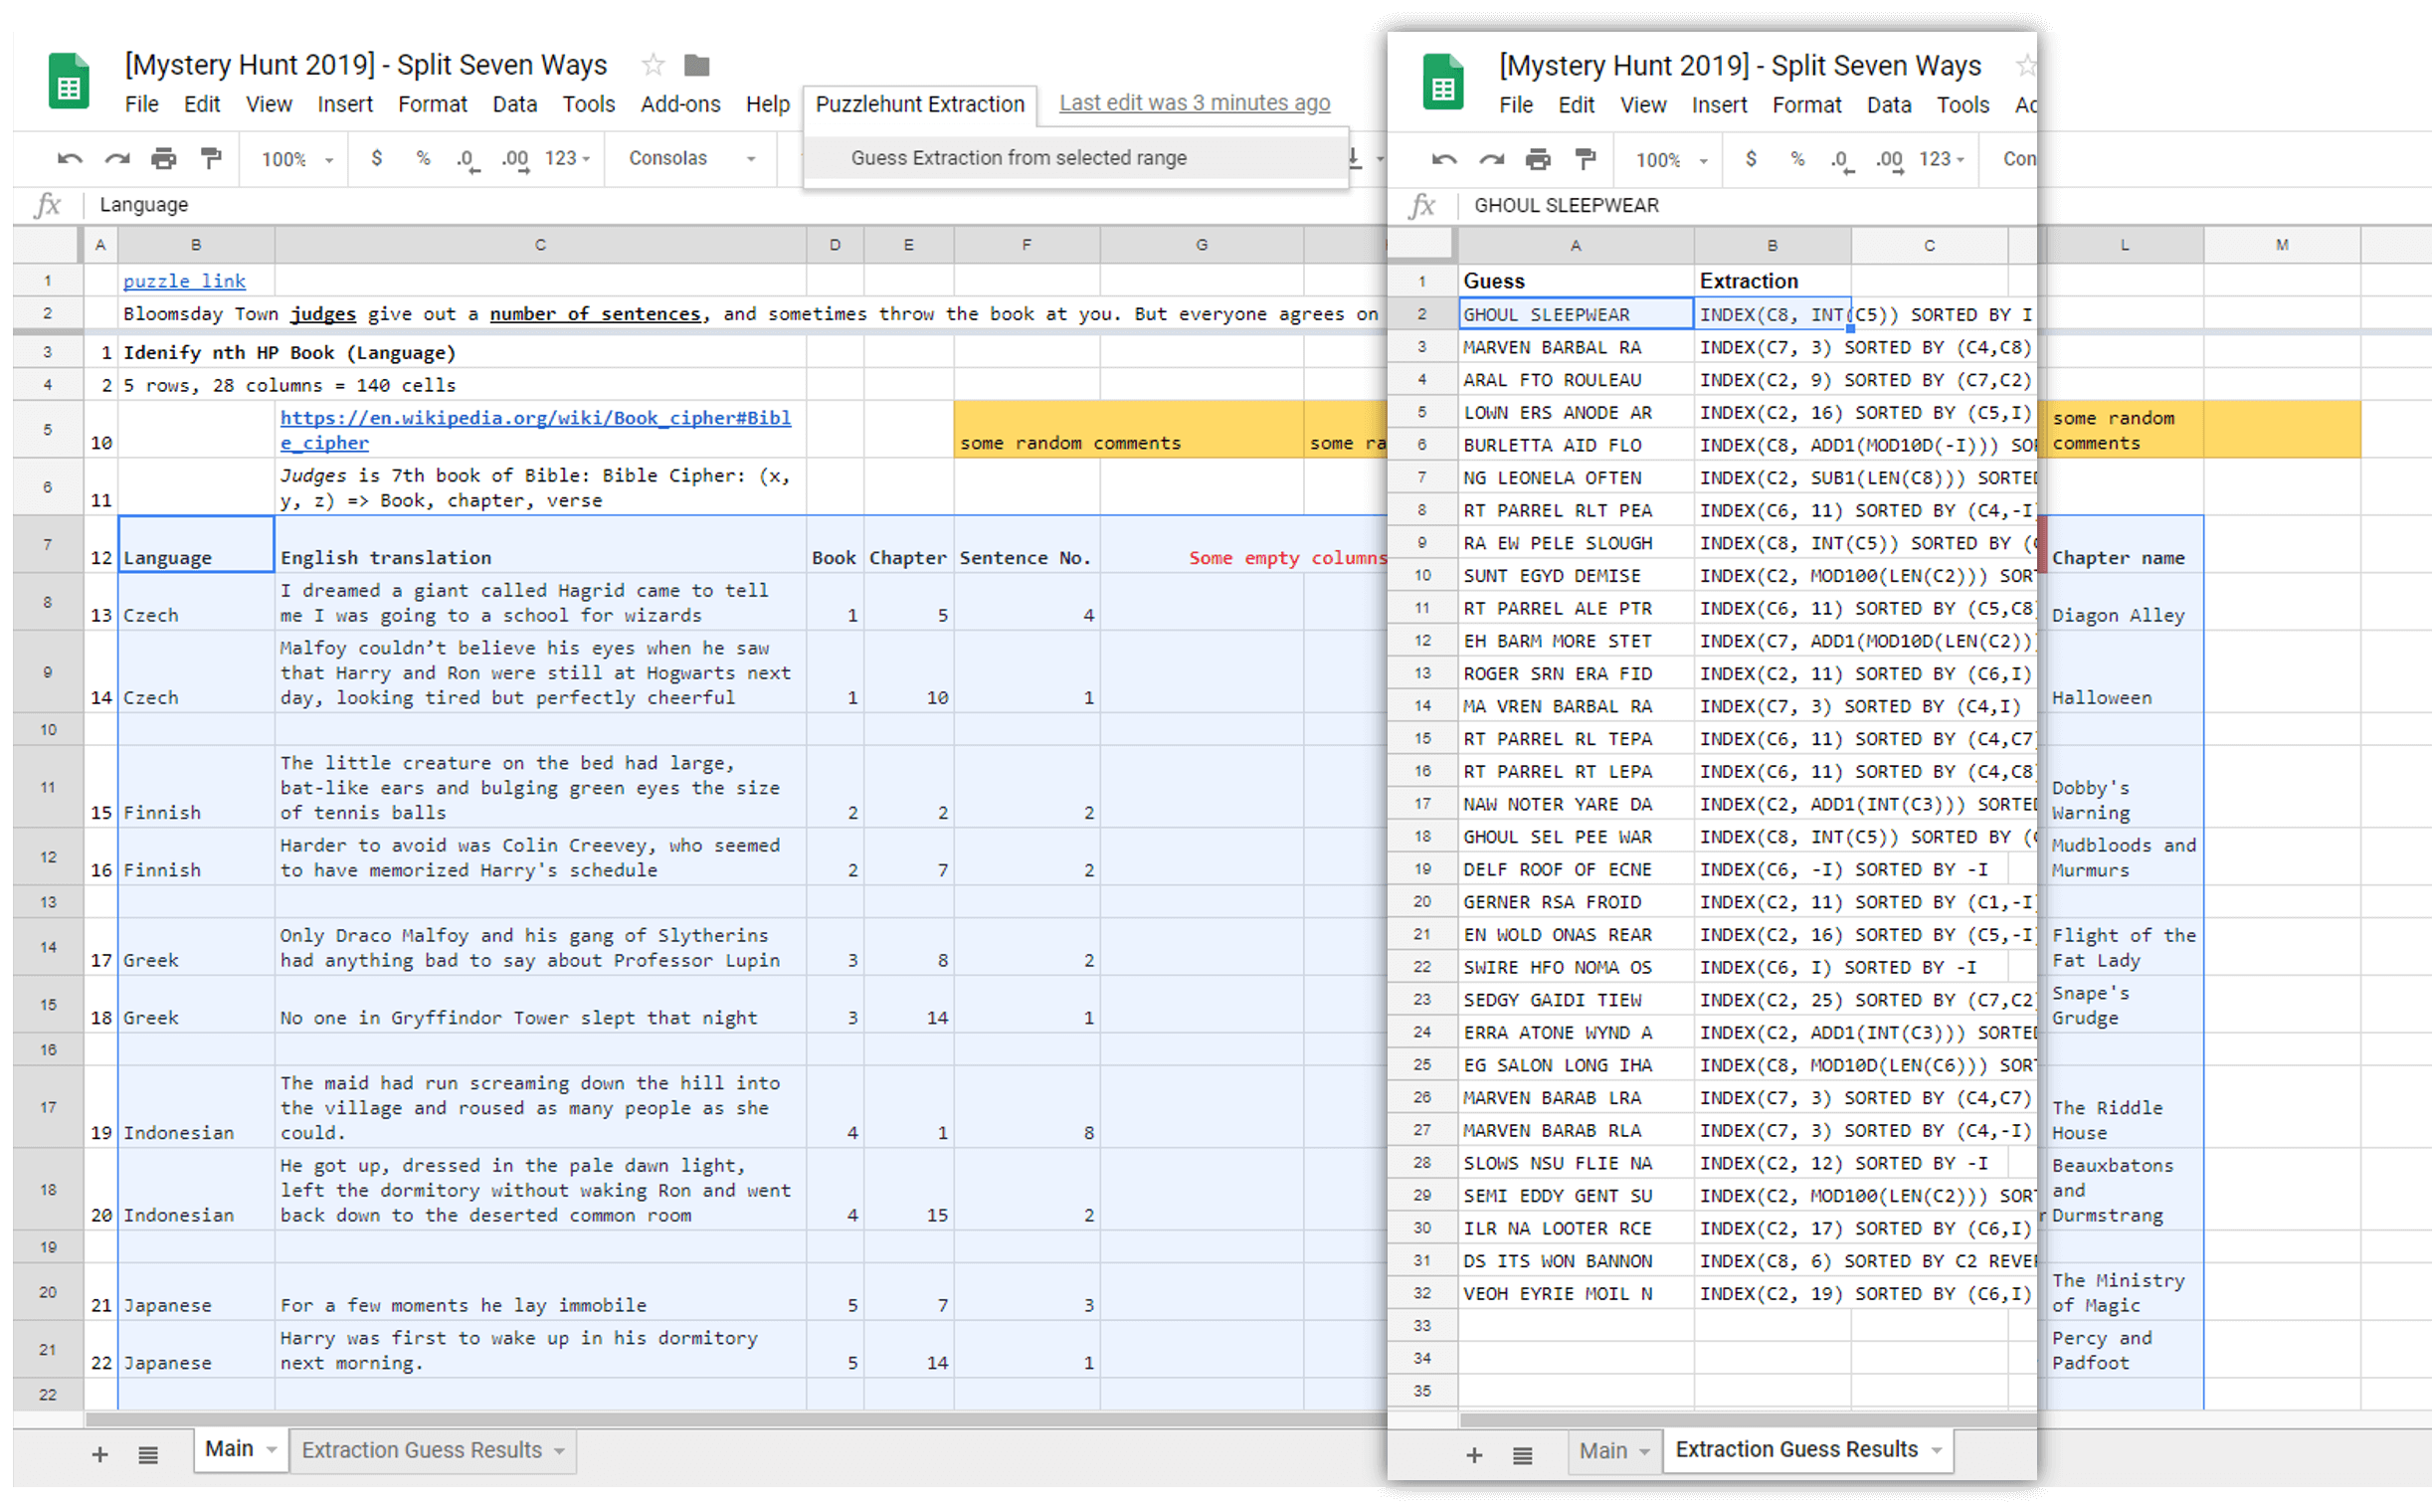 [Mystery Hunt 2019] - Split Seven Ways
File Edit View Insert Format Data Tools Add-ons Help Puzzlehunt Extraction Last edit was 3 minutes ago
Guess Extraction from selected range
100% $ % .0 .00 123 Consolas
fx Language
A B C D E F G
1 puzzle link
2 Bloomsday Town judges give out a number of sentences, and sometimes throw the book at you. But everyone agrees on
3 1 Idenify nth HP Book (Language)
4 2 5 rows, 28 columns = 140 cells
5 10 https://en.wikipedia.org/wiki/Book_cipher#Bibl
e_cipher
some random comments
some ra
6 11 Judges is 7th book of Bible: Bible Cipher: (x,
y, z) => Book, chapter, verse
7 12 Language English translation Book Chapter Sentence No. Some empty columns
8 13 Czech I dreamed a giant called Hagrid came to tell
me I was going to a school for wizards 1 5 4
9 14 Czech Malfoy couldn’t believe his eyes when he saw
that Harry and Ron were still at Hogwarts next
day, looking tired but perfectly cheerful 1 10 1
10
11 15 Finnish The little creature on the bed had large,
bat-like ears and bulging green eyes the size
of tennis balls 2 2 2
12 16 Finnish Harder to avoid was Colin Creevey, who seemed
to have memorized Harry's schedule 2 7 2
13
14 17 Greek Only Draco Malfoy and his gang of Slytherins
had anything bad to say about Professor Lupin 3 8 2
15 18 Greek No one in Gryffindor Tower slept that night 3 14 1
16
17 19 Indonesian The maid had run screaming down the hill into
the village and roused as many people as she
could. 4 1 8
18 20 Indonesian He got up, dressed in the pale dawn light,
left the dormitory without waking Ron and went
back down to the deserted common room 4 15 2
19
20 21 Japanese For a few moments he lay immobile 5 7 3
21 22 Japanese Harry was first to wake up in his dormitory
next morning. 5 14 1
22
Main Extraction Guess Results
[Mystery Hunt 2019] - Split Seven Ways
File Edit View Insert Format Data Tools Ad
100% $ % .0 .00 123 Con
fx GHOUL SLEEPWEAR
A B C
1 Guess Extraction
2 GHOUL SLEEPWEAR INDEX(C8, INT(C5)) SORTED BY I
3 MARVEN BARBAL RA INDEX(C7, 3) SORTED BY (C4,C8)
4 ARAL FTO ROULEAU INDEX(C2, 9) SORTED BY (C7,C2)
5 LOWN ERS ANODE AR INDEX(C2, 16) SORTED BY (C5,I)
6 BURLETTA AID FLO INDEX(C8, ADD1(MOD10D(-I))) SO
7 NG LEONELA OFTEN INDEX(C2, SUB1(LEN(C8))) SORTE
8 RT PARREL RLT PEA INDEX(C6, 11) SORTED BY (C4,-I
9 RA EW PELE SLOUGH INDEX(C8, INT(C5)) SORTED BY (
10 SUNT EGYD DEMISE INDEX(C2, MOD100(LEN(C2))) SOR
11 RT PARREL ALE PTR INDEX(C6, 11) SORTED BY (C5,C8
12 EH BARM MORE STET INDEX(C7, ADD1(MOD10D(LEN(C2))
13 ROGER SRN ERA FID INDEX(C2, 11) SORTED BY (C6,I)
14 MA VREN BARBAL RA INDEX(C7, 3) SORTED BY (C4,I)
15 RT PARREL RL TEPA INDEX(C6, 11) SORTED BY (C4,C7
16 RT PARREL RT LEPA INDEX(C6, 11) SORTED BY (C4,C8
17 NAW NOTER YARE DA INDEX(C2, ADD1(INT(C3))) SORTE
18 GHOUL SEL PEE WAR INDEX(C8, INT(C5)) SORTED BY (
19 DELF ROOF OF ECNE INDEX(C6, -I) SORTED BY -I
20 GERNER RSA FROID INDEX(C2, 11) SORTED BY (C1,-I
21 EN WOLD ONAS REAR INDEX(C2, 16) SORTED BY (C5,-I
22 SWIRE HFO NOMA OS INDEX(C6, I) SORTED BY -I
23 SEDGY GAIDI TIEW INDEX(C2, 25) SORTED BY (C7,C2
24 ERRA ATONE WYND A INDEX(C2, ADD1(INT(C3))) SORTE
25 EG SALON LONG IHA INDEX(C8, MOD10D(LEN(C6))) SOR
26 MARVEN BARAB LRA INDEX(C7, 3) SORTED BY (C4,C7)
27 MARVEN BARAB RLA INDEX(C7, 3) SORTED BY (C4,-I)
28 SLOWS NSU FLIE NA INDEX(C2, 12) SORTED BY -I
29 SEMI EDDY GENT SU INDEX(C2, MOD100(LEN(C2))) SOR
30 ILR NA LOOTER RCE INDEX(C2, 17) SORTED BY (C6,I)
31 DS ITS WON BANNON INDEX(C8, 6) SORTED BY C2 REVE
32 VEOH EYRIE MOIL N INDEX(C2, 19) SORTED BY (C6,I)
33
34
35
Main Extraction Guess Results
L M
some random
comments
Chapter name
Diagon Alley
Halloween
Dobby's
Warning
Mudbloods and
Murmurs
Flight of the
Fat Lady
Snape's
Grudge
The Riddle
House
Beauxbatons
and
Durmstrang
The Ministry
of Magic
Percy and
Padfoot